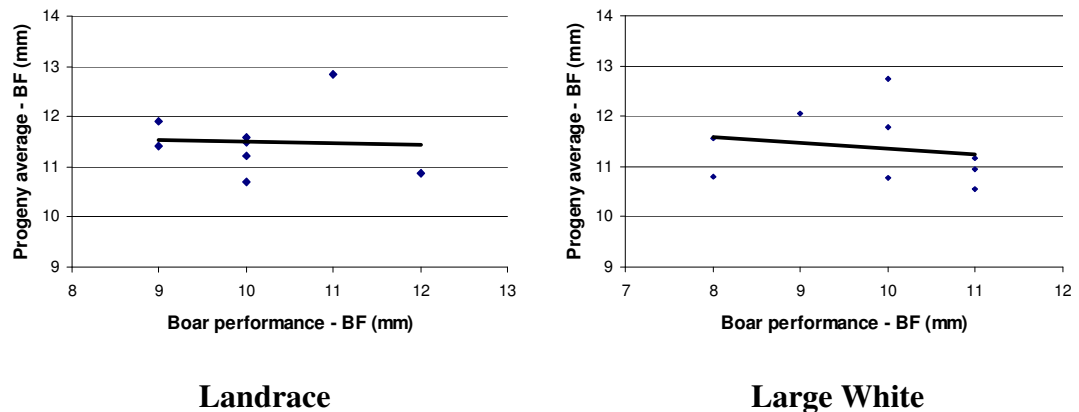 14
13
12
11
10
9
8 9 10 11 12 13
Progeny average - BF (mm)
Boar performance - BF (mm)
Landrace
14
13
12
11
10
9
7 8 9 10 11 12
Progeny average - BF (mm)
Boar performance - BF (mm)
Large White